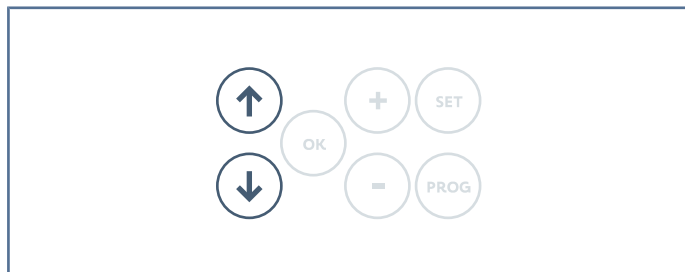 ↑ + SET
OK
↓ - PROG